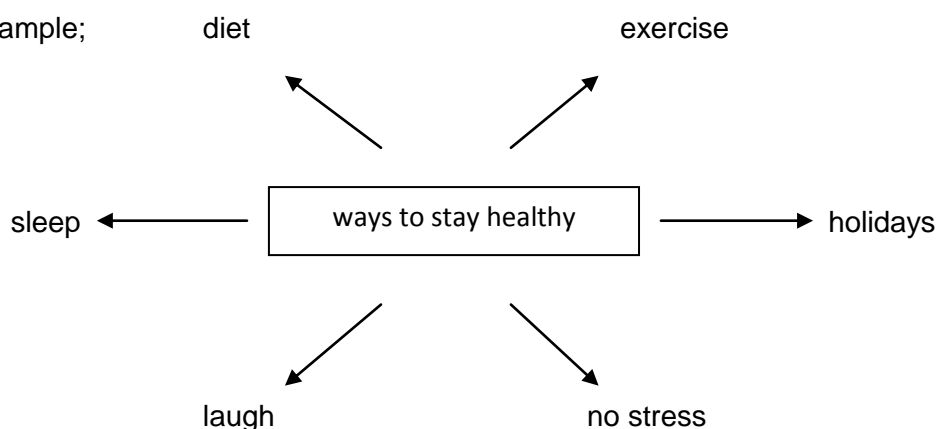 ample; diet exercise
sleep ways to stay healthy holidays
laugh no stress